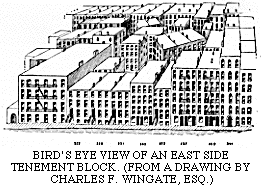 BIRD'S EYE VIEW OF AN EAST SIDE
TENEMENT BLOCK. (FROM A DRAWING BY
CHARLES F. WINGATE, ESQ.)